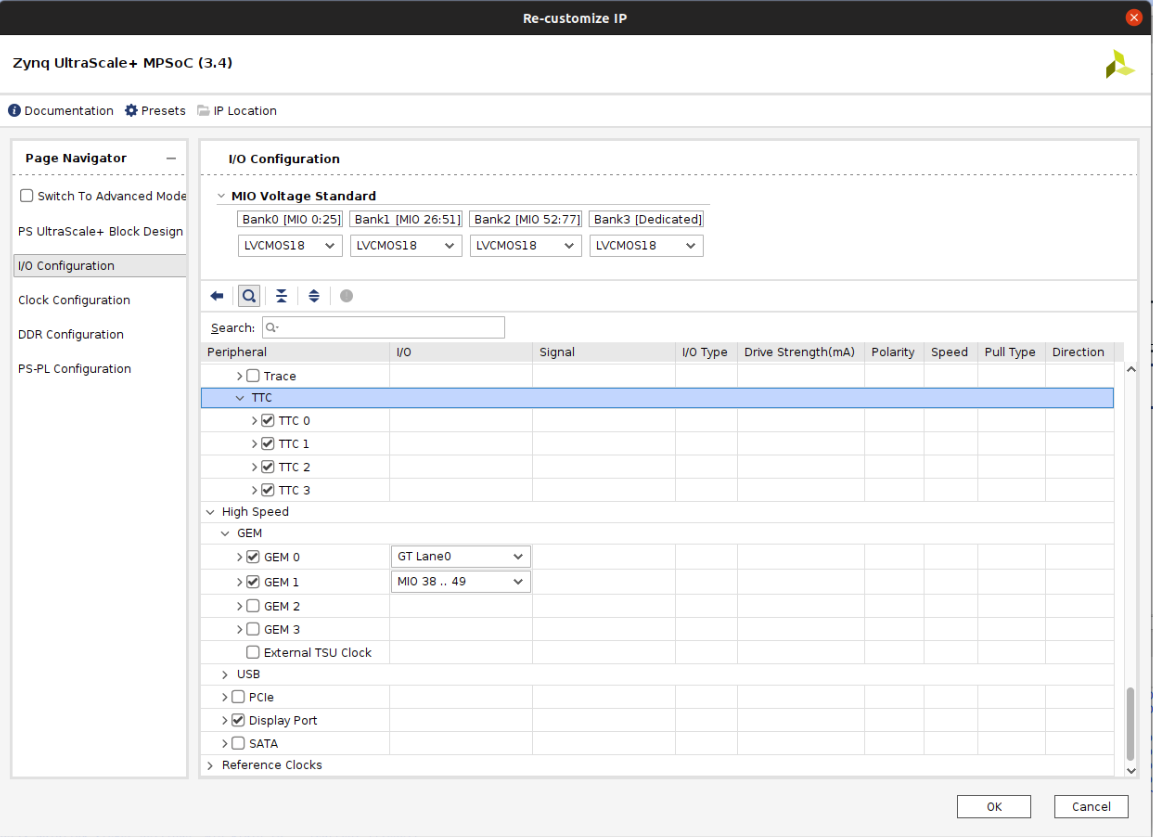 Re-customize IP
Zynq UltraScale+ MPSoC (3.4)
Documentation Presets IP Location
Page Navigator
Switch To Advanced Mode
PS UltraScale+ Block Design
I/O Configuration
Clock Configuration
DDR Configuration
PS-PL Configuration
I/O Configuration
MIO Voltage Standard
Bank0 [MIO 0:25] Bank1 [MIO 26:51] Bank2 [MIO 52:77] Bank3 [Dedicated]
LVCMOS18 LVCMOS18 LVCMOS18 LVCMOS18
Search:
Peripheral I/O Signal I/O Type Drive Strength(mA) Polarity Speed Pull Type Direction
Trace
TTC
TTC 0
TTC 1
TTC 2
TTC 3
High Speed
GEM
GEM 0 GT Lane0
GEM 1 MIO 38 .. 49
GEM 2
GEM 3
External TSU Clock
USB
PCIe
Display Port
SATA
Reference Clocks
OK Cancel